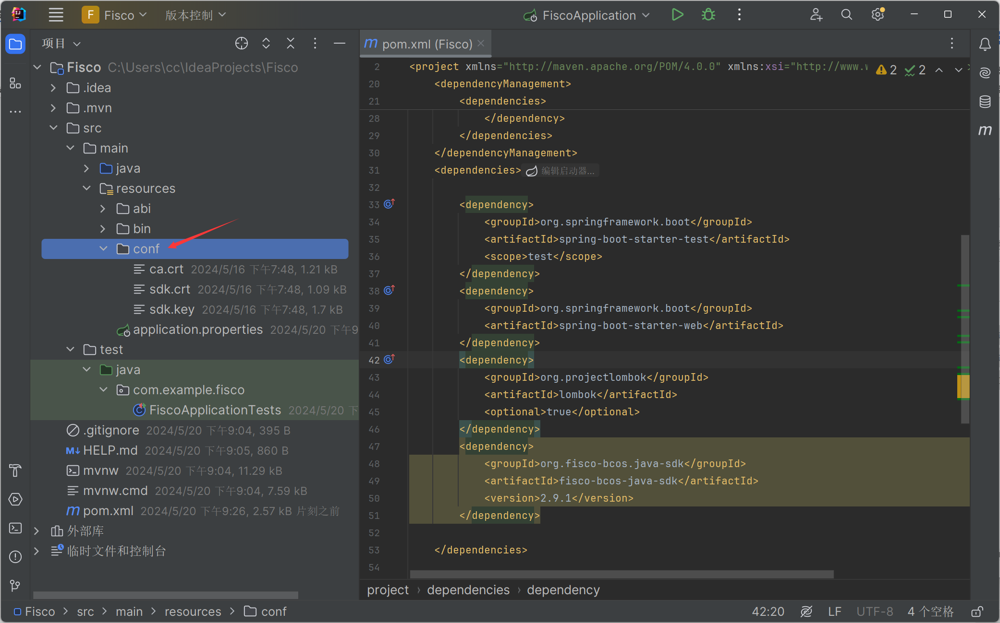 F Fisco 版本控制 FiscoApplication
项目
Fisco C:\Users\cc\IdeaProjects\Fisco
.idea
.mvn
src
main
java
resources
abi
bin
conf
ca.crt 2024/5/16 下午7:48, 1.21 kB
sdk.crt 2024/5/16 下午7:48, 1.09 kB
sdk.key 2024/5/16 下午7:48, 1.7 kB
application.properties 2024/5/20 下午9
test
java
com.example.fisco
FiscoApplicationTests 2024/5/20 下
.gitignore 2024/5/20 下午9:04, 395 B
M↓ HELP.md 2024/5/20 下午9:05, 860 B
mvnw 2024/5/20 下午9:04, 11.29 kB
mvnw.cmd 2024/5/20 下午9:04, 7.59 kB
m pom.xml 2024/5/20 下午9:26, 2.57 kB 片刻之前
外部库
临时文件和控制台
m pom.xml (Fisco)
2 <project xmlns="http://maven.apache.org/POM/4.0.0" xmlns:xsi="http://www.w 2 2
20 <dependencyManagement>
21 <dependencies>
28 </dependency>
29 </dependencies>
30 </dependencyManagement>
31 <dependencies> 编辑启动器...
32
33 <dependency>
34 <groupId>org.springframework.boot</groupId>
35 <artifactId>spring-boot-starter-test</artifactId>
36 <scope>test</scope>
37 </dependency>
38 <dependency>
39 <groupId>org.springframework.boot</groupId>
40 <artifactId>spring-boot-starter-web</artifactId>
41 </dependency>
42 <dependency>
43 <groupId>org.projectlombok</groupId>
44 <artifactId>lombok</artifactId>
45 <optional>true</optional>
46 </dependency>
47 <dependency>
48 <groupId>org.fisco-bcos.java-sdk</groupId>
49 <artifactId>fisco-bcos-java-sdk</artifactId>
50 <version>2.9.1</version>
51 </dependency>
52
53 </dependencies>
54
project › dependencies › dependency
Fisco > src > main > resources > conf
42:20 LF UTF-8 4 个空格
m